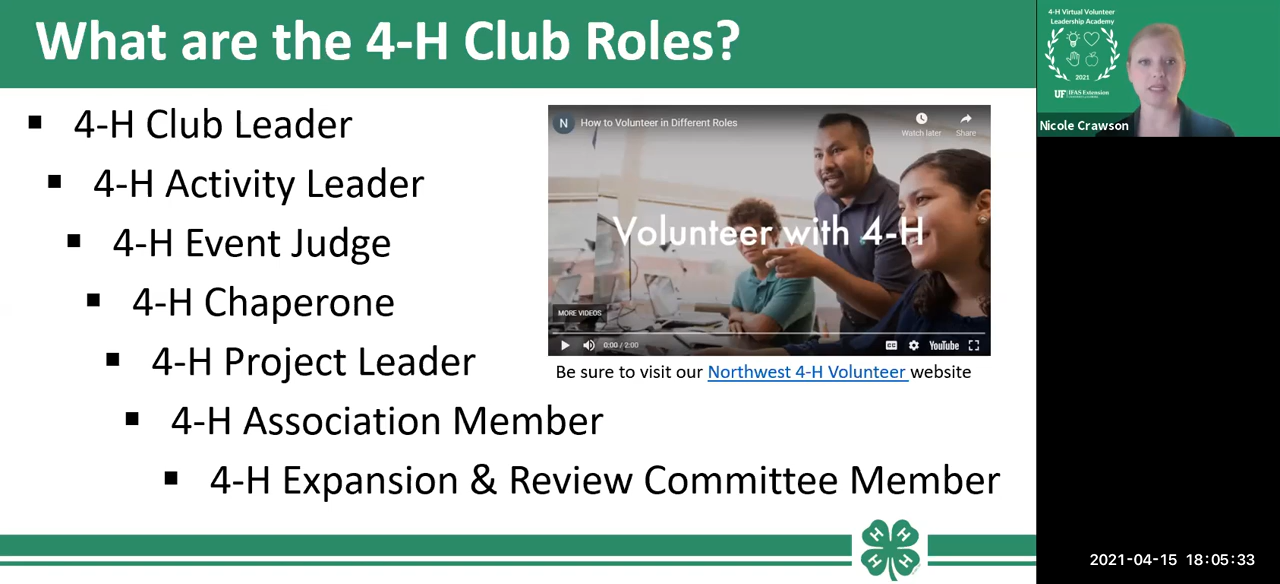 What are the 4-H Club Roles?
4-H Club Leader
4-H Activity Leader
4-H Event Judge
4-H Chaperone
4-H Project Leader
4-H Association Member
4-H Expansion & Review Committee Member
N
How to Volunteer in Different Roles
Watch later
Share
Volunteer with 4-H
MORE VIDEOS
0:00 / 2:00
CC
YouTube
Be sure to visit our Northwest 4-H Volunteer website
H H H H
4-H Virtual Volunteer
Leadership Academy
2021
UF IFAS Extension
Nicole Crawson
2021-04-15 18:05:33